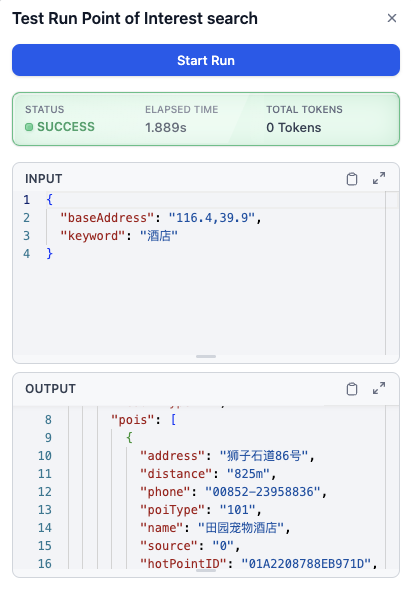 Test Run Point of Interest search
Start Run
STATUS ELAPSED TIME TOTAL TOKENS
SUCCESS 1.889s 0 Tokens
INPUT
1 {
2 "baseAddress": "116.4,39.9",
3 "keyword": "酒店"
4 }
OUTPUT
8 "pois": [
9 {
10 "address": "狮子石道86号",
11 "distance": "825m",
12 "phone": "00852-23958836",
13 "poiType": "101",
14 "name": "田园宠物酒店",
15 "source": "0",
16 "hotPointID": "01A2208788EB971D",